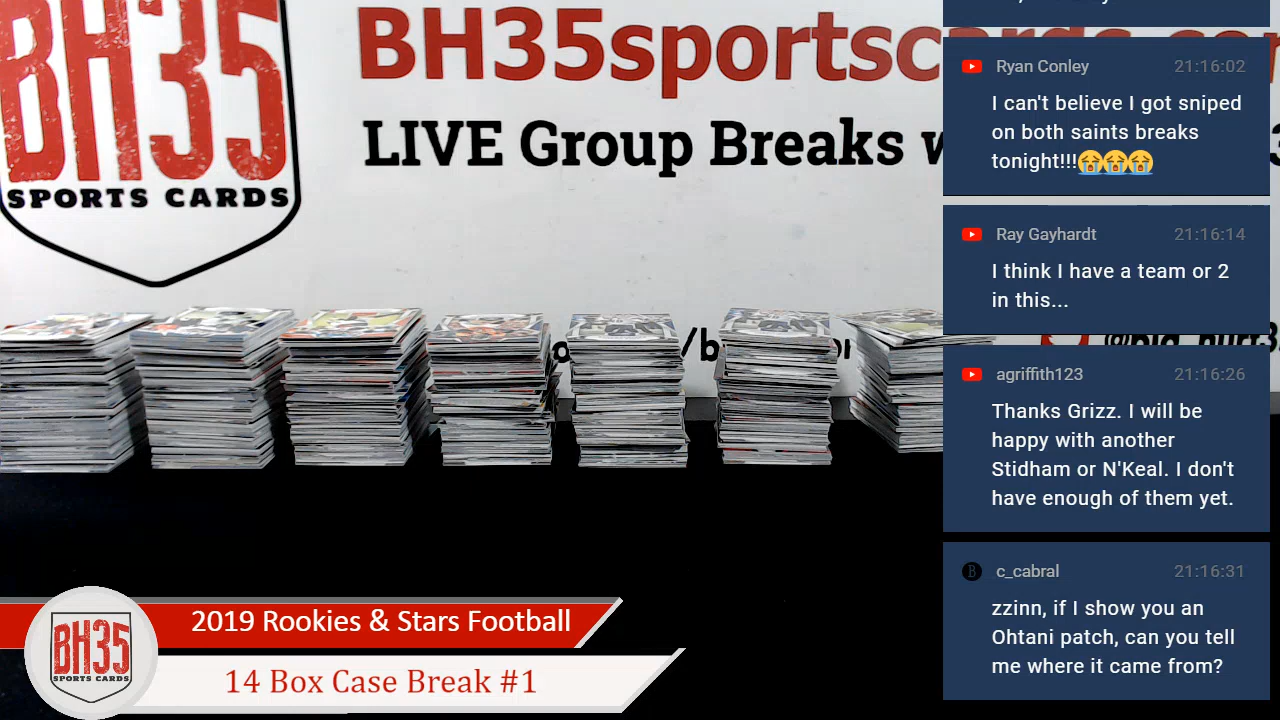 BH35
SPORTS CARDS
BH35sportscards.com
LIVE Group Breaks
Ryan Conley 21:16:02
I can't believe I got sniped
on both saints breaks
tonight!!!😭😭😭
Ray Gayhardt 21:16:14
I think I have a team or 2
in this...
agriffith123 21:16:26
Thanks Grizz. I will be
happy with another
Stidham or N'Keal. I don't
have enough of them yet.
c_cabral 21:16:31
zzinn, if I show you an
Ohtani patch, can you tell
me where it came from?
BH35
SPORTS CARDS
2019 Rookies & Stars Football
14 Box Case Break #1